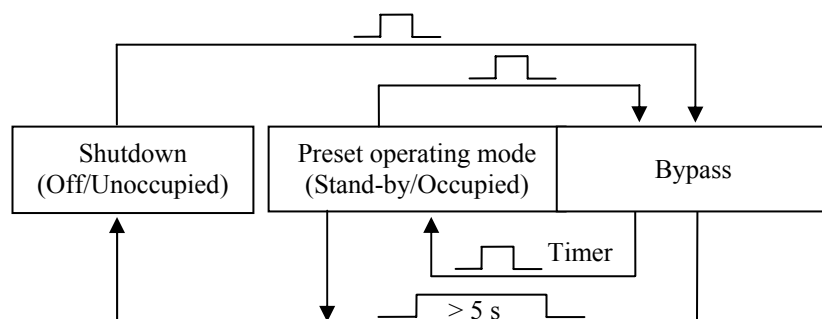 Shutdown
(Off/Unoccupied)
Preset operating mode
(Stand-by/Occupied)
Bypass
Timer
> 5 s